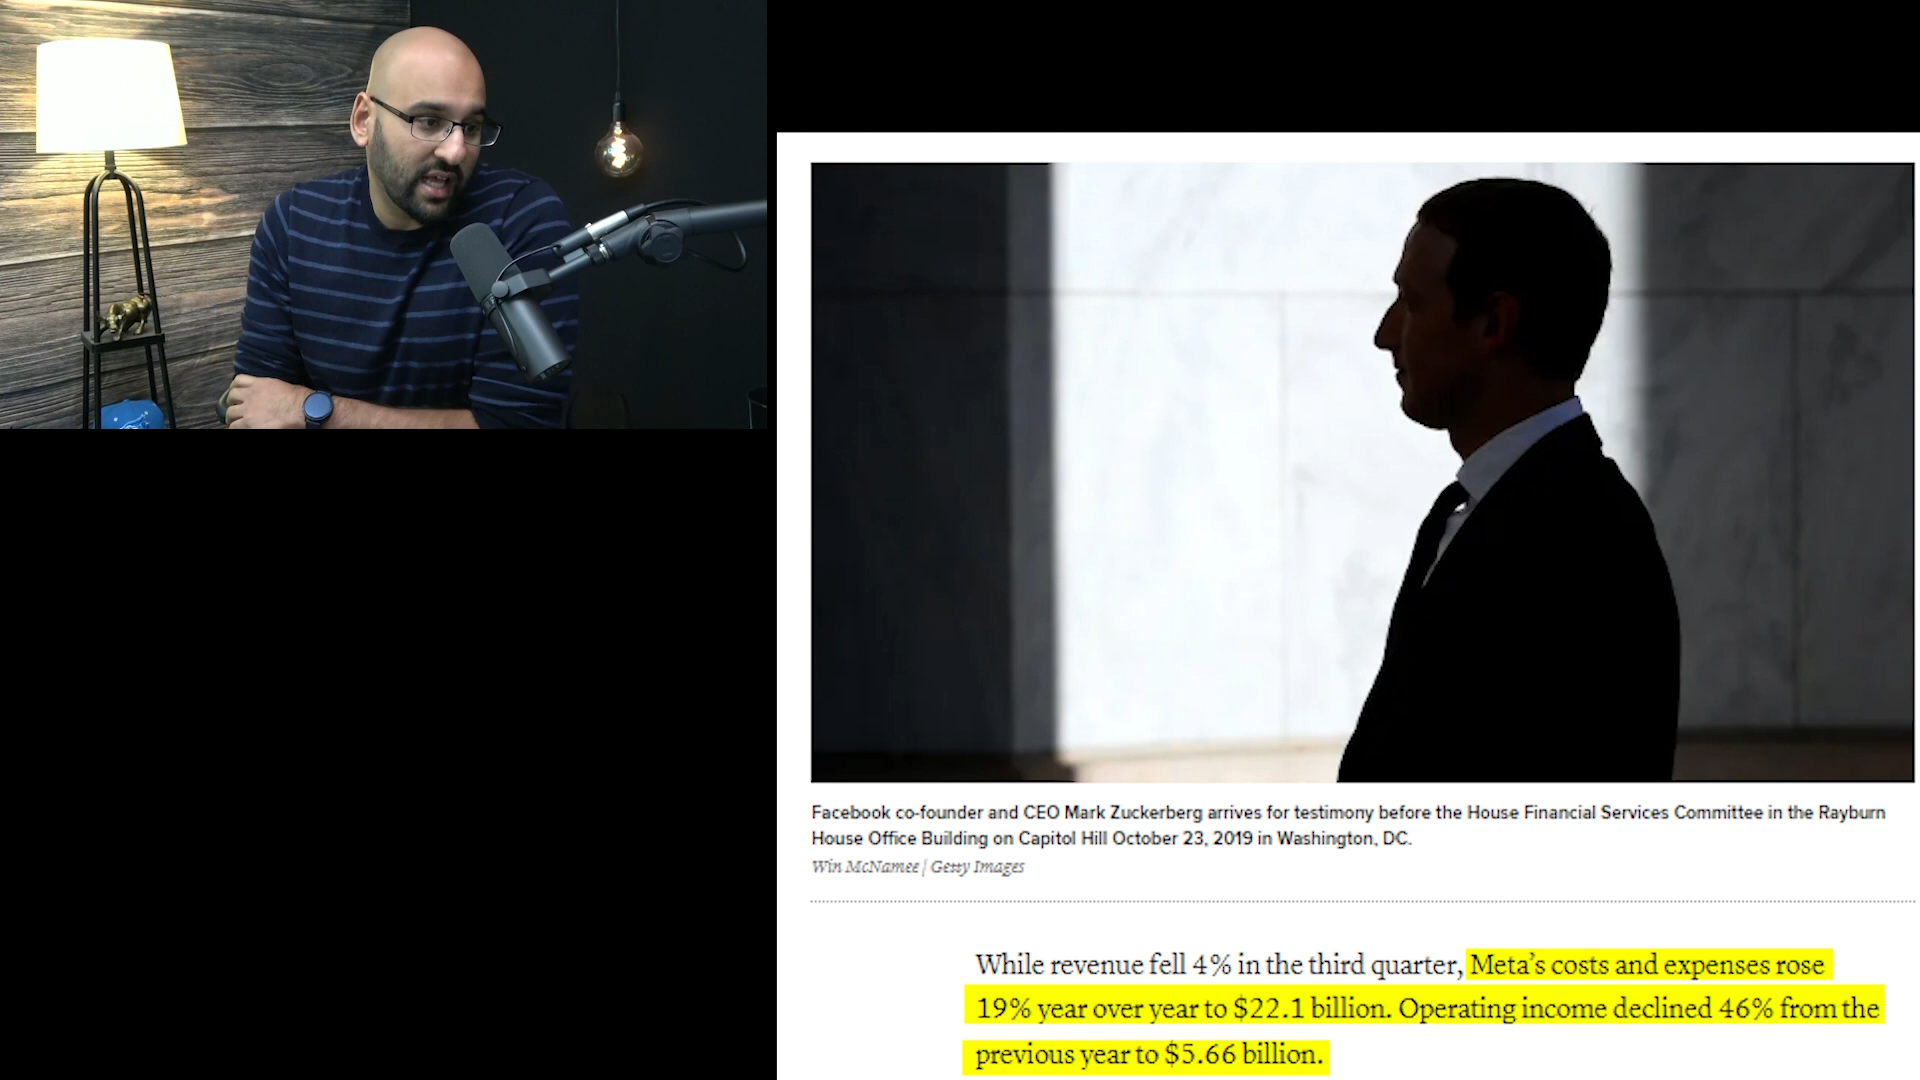 Facebook co-founder and CEO Mark Zuckerberg arrives for testimony before the House Financial Services Committee in the Rayburn
House Office Building on Capitol Hill October 23, 2019 in Washington, DC.
Win McNamee | Getty Images
While revenue fell 4% in the third quarter, Meta’s costs and expenses rose
19% year over year to $22.1 billion. Operating income declined 46% from the
previous year to $5.66 billion.